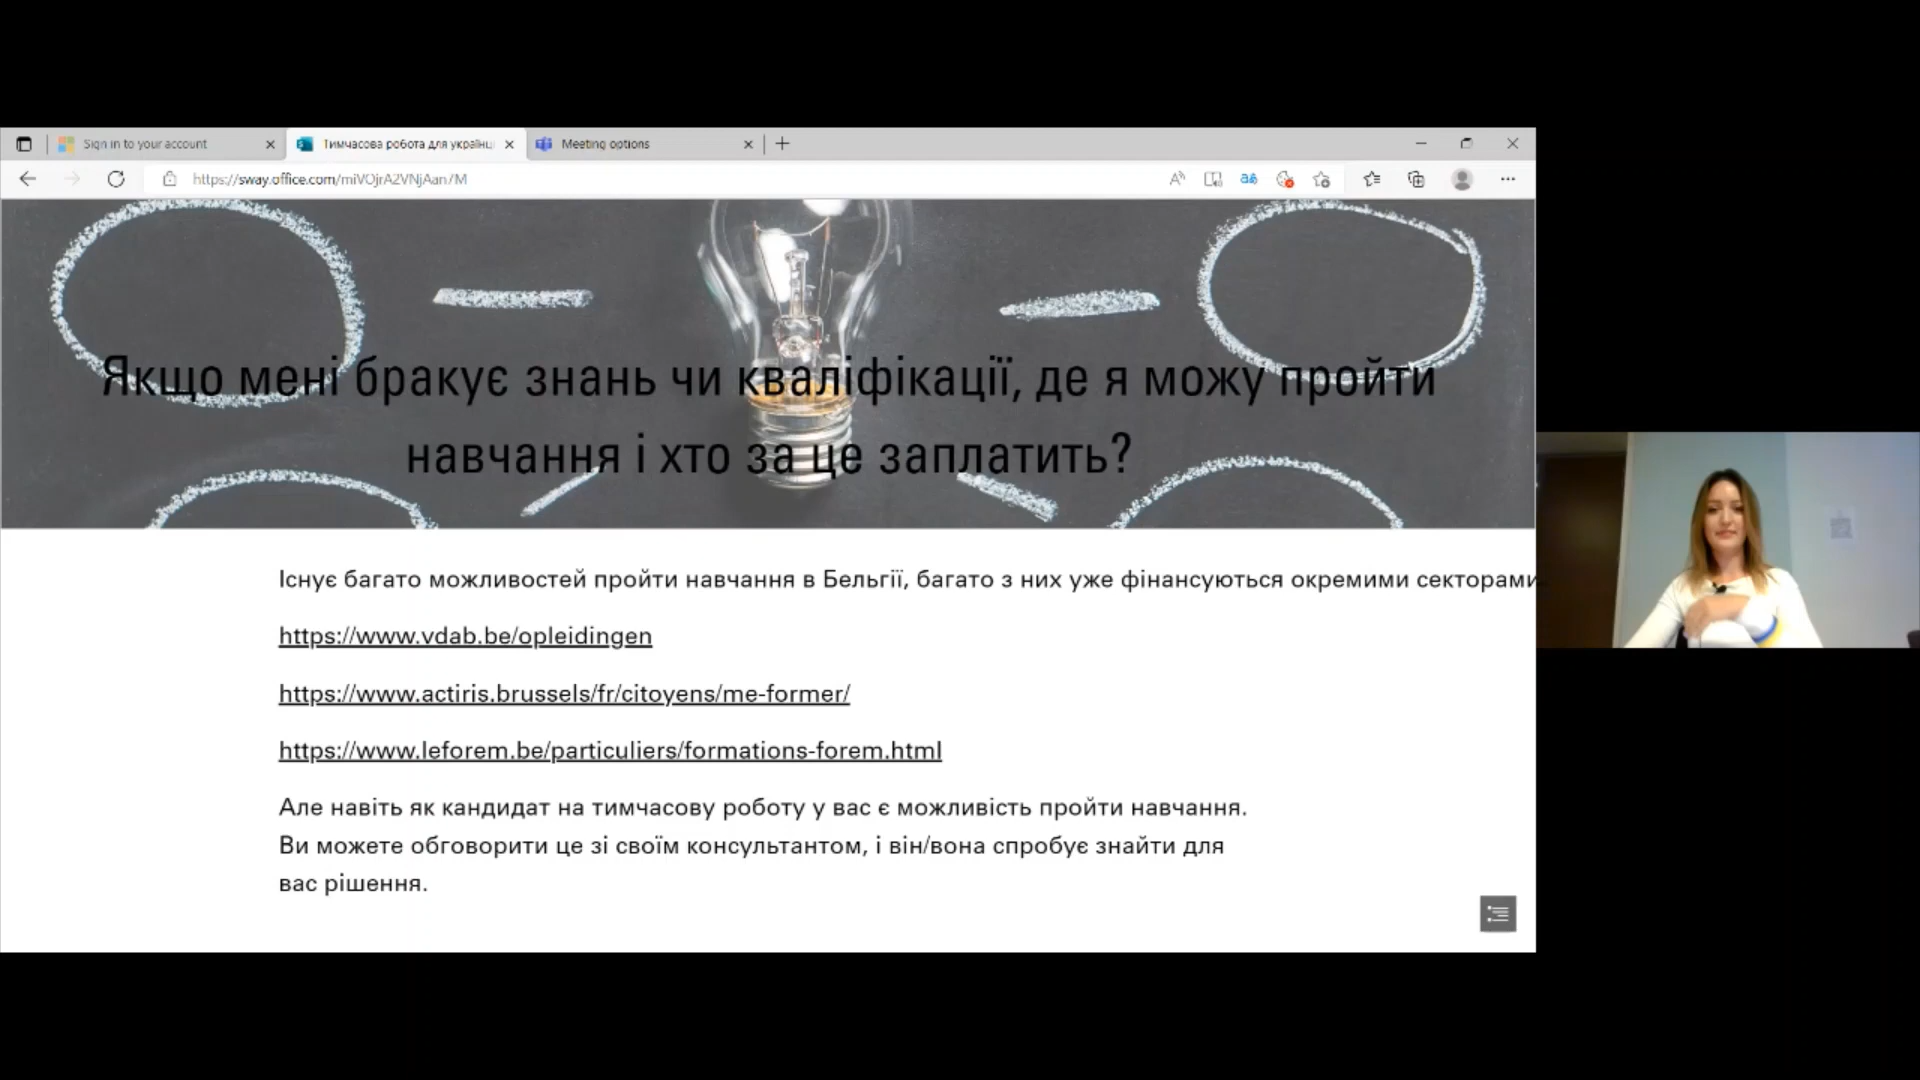 Sign in to your account
Тимчасова робота для українц
Meeting options
https://sway.office.com/miVOjrA2VNjAan7M
Якщо мені бракує знань чи кваліфікації, де я можу пройти
навчання і хто за це заплатить?
Існує багато можливостей пройти навчання в Бельгії, багато з них уже фінансуються окремими секторами.
https://www.vdab.be/opleidingen
https://www.actiris.brussels/fr/citoyens/me-former/
https://www.leforem.be/particuliers/formations-forem.html
Але навіть як кандидат на тимчасову роботу у вас є можливість пройти навчання.
Ви можете обговорити це зі своїм консультантом, і він/вона спробує знайти для
вас рішення.